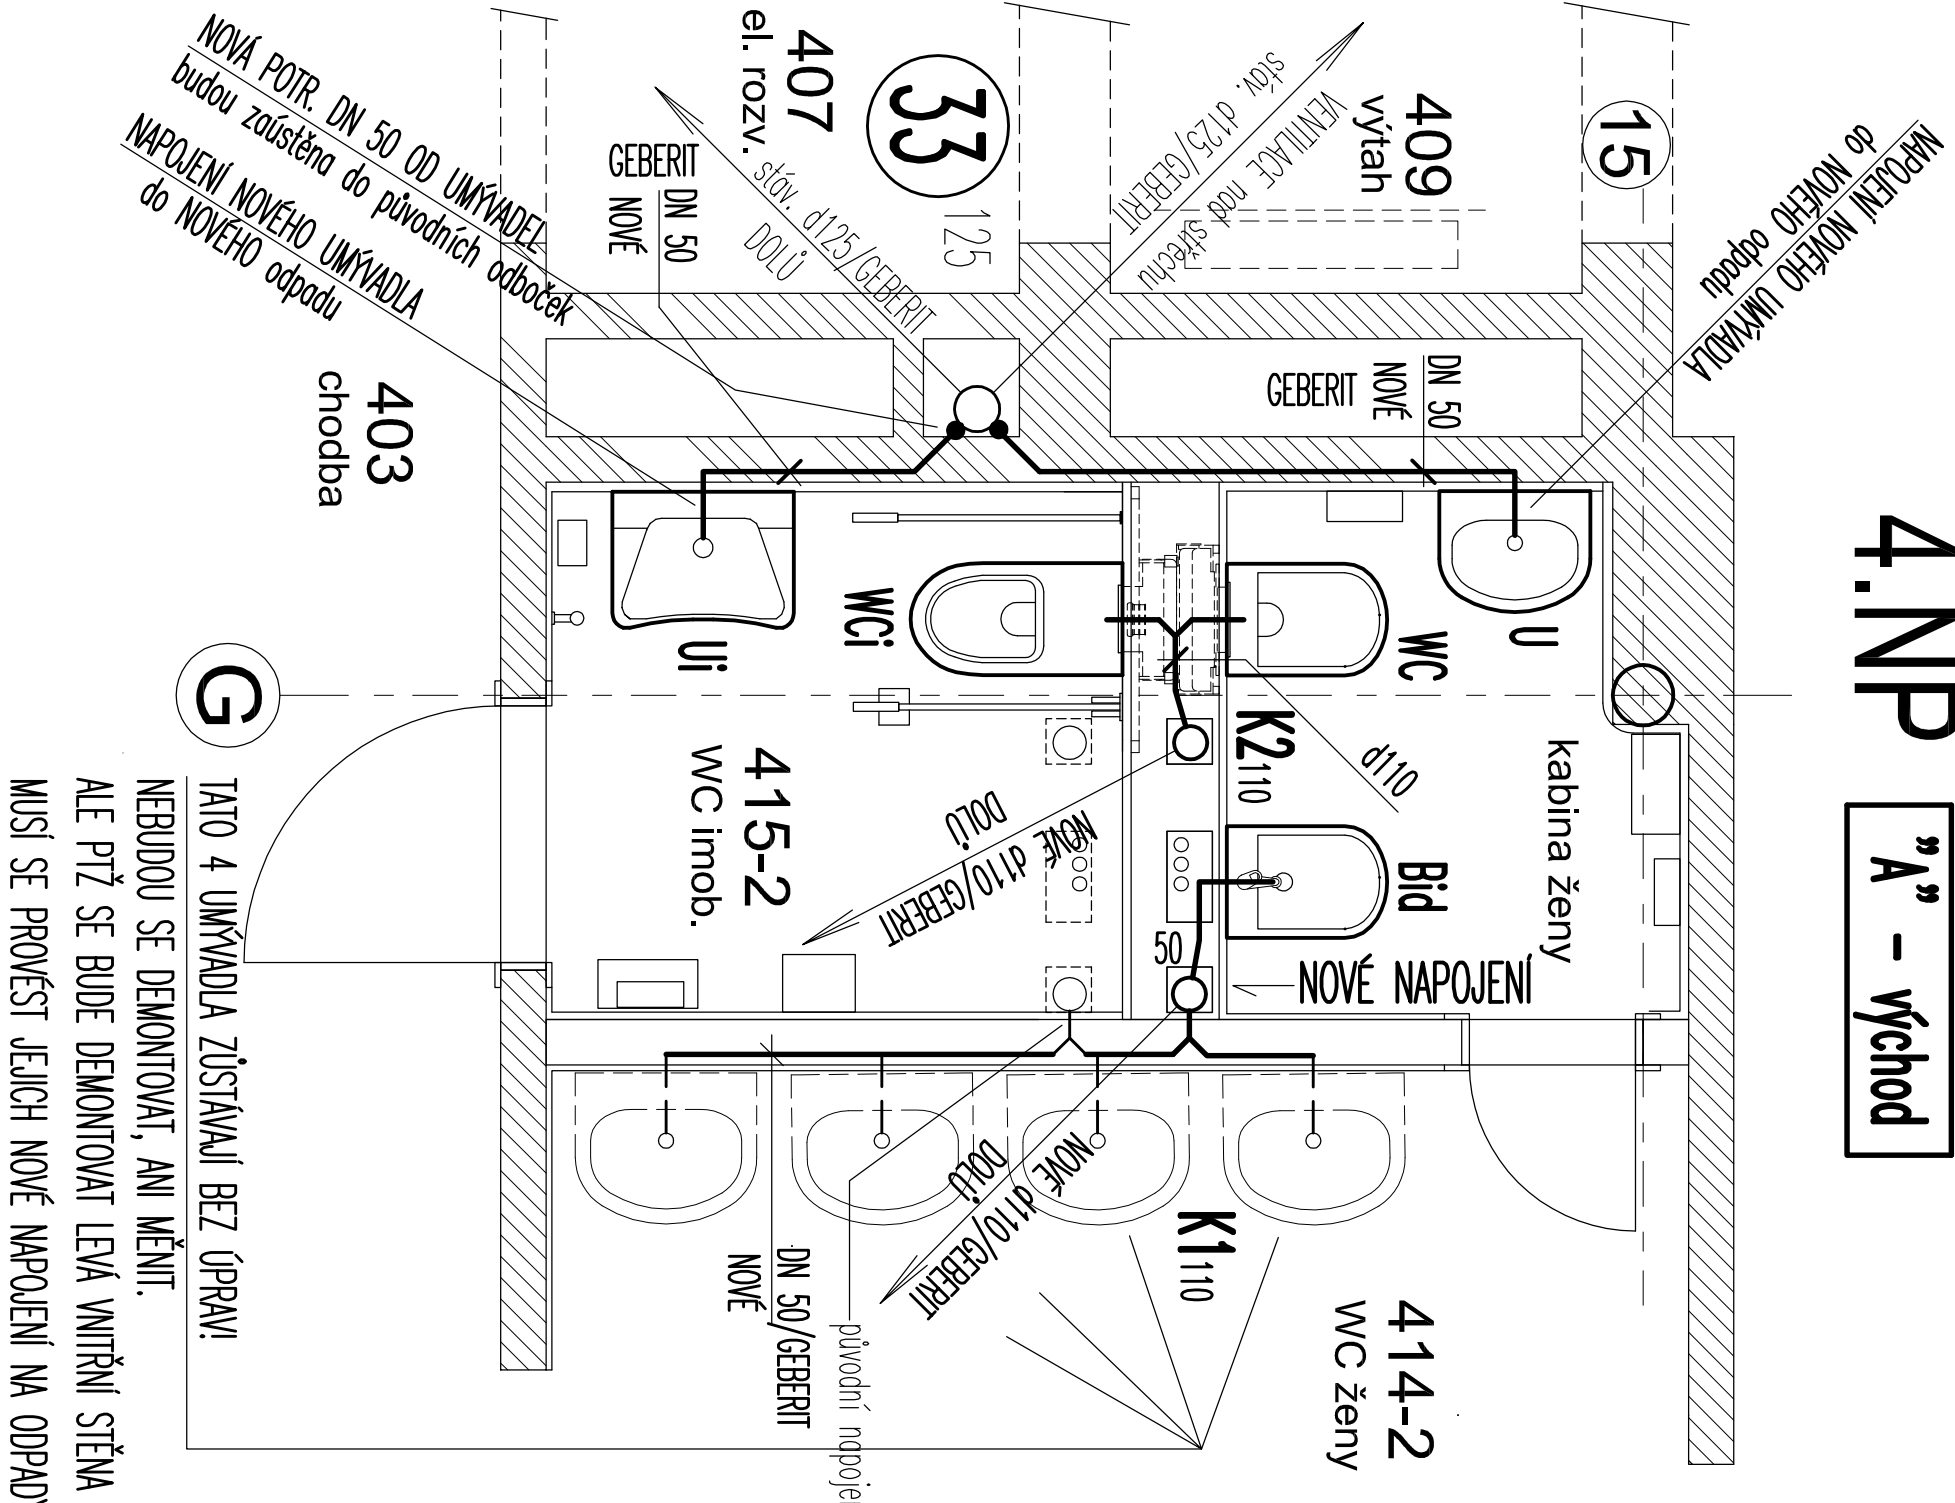 4.NP
"A" - východ
15
NAPOJENÍ NOVÉHO UMÝVADLA
do NOVÉHO odpadu
409
výtah
VENTILACE nad střechu
stáv. d125/GEBERIT
33
125
407
el. rozv.
stáv. d125/GEBERIT
DOLŮ
DN 50
GEBERIT
NOVÉ
NOVÁ POTR. DN 50 OD UMÝVADEL
budou zaústěna do původních odboček
NAPOJENÍ NOVÉHO UMÝVADLA
do NOVÉHO odpadu
403
chodba
DN 50
NOVÉ
GEBERIT
U
WC
WCi
Ui
G
K2 110
d110
kabina ženy
Bid
50
NOVÉ NAPOJENÍ
415-2
WC imob.
NOVÉ d110/GEBERIT
DOLŮ
NOVÉ d110/GEBERIT
DOLŮ
K1 110
414-2
WC ženy
DN 50/GEBERIT
NOVÉ
původní
TATO 4 UMÝVADLA ZŮSTÁVAJÍ BEZ ÚPRAV!
NEBUDOU SE DEMONTOVAT, ANI MĚNIT.
ALE PTŽ SE BUDE DEMONTOVAT LEVÁ VNITŘNÍ STĚNA
MUSÍ SE PROVÉST JEJICH NOVÉ NAPOJENÍ NA ODPADY